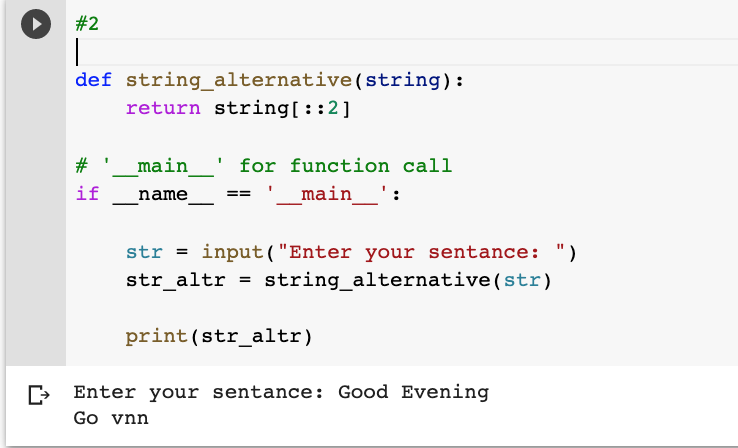 #2
def string_alternative(string):
    return string[::2]
# '__main__' for function call
if __name__ == '__main__':
    str = input("Enter your sentance: ")
    str_altr = string_alternative(str)
    print(str_altr)
Enter your sentance: Good Evening
Go vnn